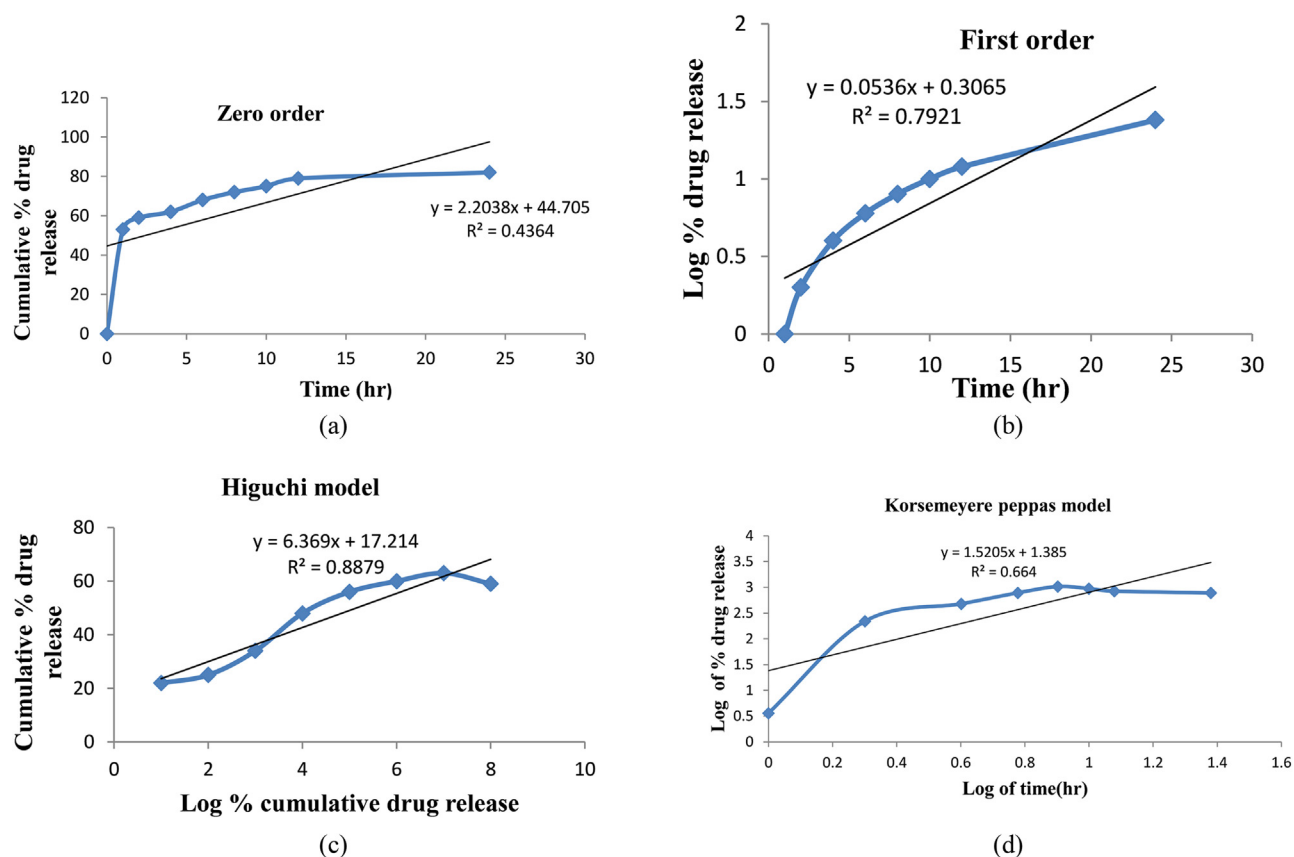 Zero order
Cumulative % drug
release
120
100
80
60
40
20
0
y = 2.2038x + 44.705
R² = 0.4364
0 5 10 15 20 25 30
Time (hr)
(a)
First order
Log % drug release
2
1.5
1
0.5
0
y = 0.0536x + 0.3065
R² = 0.7921
0 5 10 15 20 25 30
Time (hr)
(b)
Higuchi model
Cumulative % drug
release
80
60
40
20
0
y = 6.369x + 17.214
R² = 0.8879
0 2 4 6 8 10
Log % cumulative drug release
(c)
Korsemeyere peppas model
Log of % drug release
4
3.5
3
2.5
2
1.5
1
0.5
0
y = 1.5205x + 1.385
R² = 0.664
0 0.2 0.4 0.6 0.8 1 1.2 1.4 1.6
Log of time(hr)
(d)